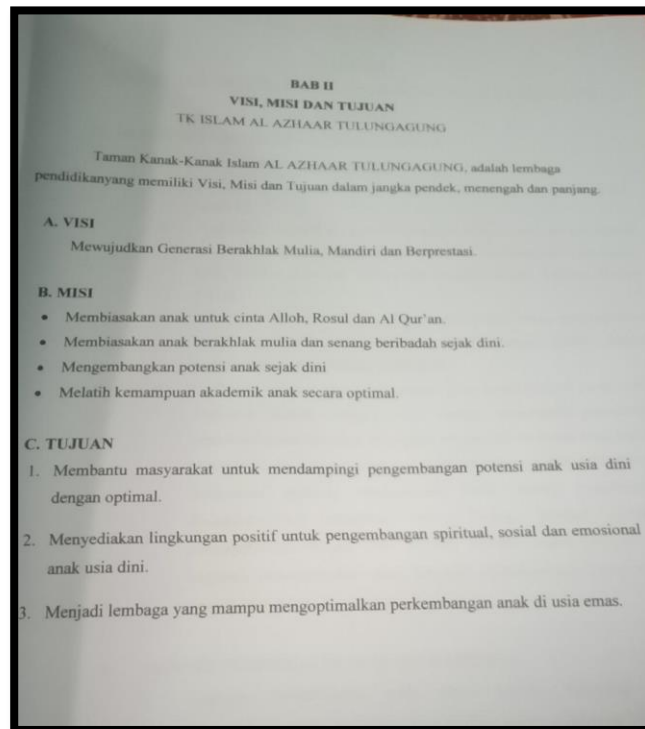 BAB II
VISI, MISI DAN TUJUAN
TK ISLAM AL AZHAAR TULUNGAGUNG
Taman Kanak-Kanak Islam AL AZHAAR TULUNGAGUNG, adalah lembaga
pendidikanyang memiliki Visi, Misi dan Tujuan dalam jangka pendek, menengah dan panjang.
A. VISI
Mewujudkan Generasi Berakhlak Mulia, Mandiri dan Berprestasi.
B. MISI
• Membiasakan anak untuk cinta Alloh, Rosul dan Al Qur'an.
• Membiasakan anak berakhlak mulia dan senang beribadah sejak dini.
• Mengembangkan potensi anak sejak dini
• Melatih kemampuan akademik anak secara optimal.
C. TUJUAN
1. Membantu masyarakat untuk mendampingi pengembangan potensi anak usia dini
dengan optimal.
2. Menyediakan lingkungan positif untuk pengembangan spiritual, sosial dan emosional
anak usia dini.
3. Menjadi lembaga yang mampu mengoptimalkan perkembangan anak di usia emas.